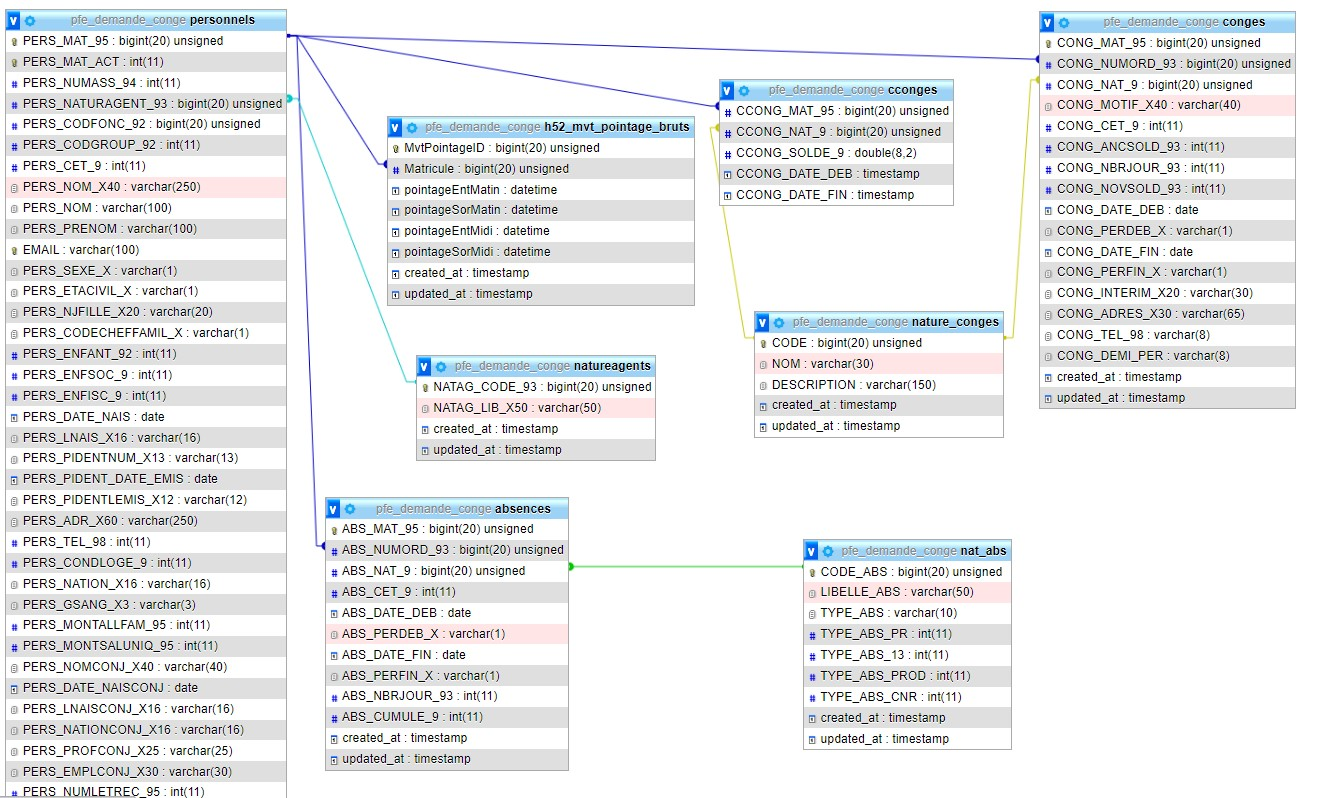 pfe_demande_conge personnels
PERS_MAT_95 : bigint(20) unsigned
PERS_MAT_ACT : int(11)
PERS_NUMASS_94 : int(11)
PERS_NATURAGENT_93 : bigint(20) unsigned
PERS_CODFONC_92 : bigint(20) unsigned
PERS_CODGROUP_92 : int(11)
PERS_CET_9 : int(11)
PERS_NOM_X40 : varchar(250)
PERS_NOM : varchar(100)
PERS_PRENOM : varchar(100)
EMAIL : varchar(100)
PERS_SEXE_X : varchar(1)
PERS_ETACIVIL_X : varchar(1)
PERS_NJFILLE_X20 : varchar(20)
PERS_CODECHEFFAMIL_X : varchar(1)
PERS_ENFANT_92 : int(11)
PERS_ENFSOC_9 : int(11)
PERS_ENFISC_9 : int(11)
PERS_DATE_NAIS : date
PERS_LNAIS_X16 : varchar(16)
PERS_PIDENTNUM_X13 : varchar(13)
PERS_PIDENT_DATE_EMIS : date
PERS_PIDENTLEMIS_X12 : varchar(12)
PERS_ADR_X60 : varchar(250)
PERS_TEL_98 : int(11)
PERS_CONDLOGE_9 : int(11)
PERS_NATION_X16 : varchar(16)
PERS_GSANG_X3 : varchar(3)
PERS_MONTALLFAM_95 : int(11)
PERS_MONTSALUNIQ_95 : int(11)
PERS_NOMCONJ_X40 : varchar(40)
PERS_DATE_NAISCONJ : date
PERS_LNAISCONJ_X16 : varchar(16)
PERS_NATIONCONJ_X16 : varchar(16)
PERS_PROFCONJ_X25 : varchar(25)
PERS_EMPLCONJ_X30 : varchar(30)
PERS_NUMLETREC_95 : int(11)
pfe_demande_conge h52_mvt_pointage_bruts
MvtPointageID : bigint(20) unsigned
Matricule : bigint(20) unsigned
pointageEntMatin : datetime
pointageSorMatin : datetime
pointageEntMidi : datetime
pointageSorMidi : datetime
created_at : timestamp
updated_at : timestamp
pfe_demande_conge natureagents
NATAG_CODE_93 : bigint(20) unsigned
NATAG_LIB_X50 : varchar(50)
created_at : timestamp
updated_at : timestamp
pfe_demande_conge absences
ABS_MAT_95 : bigint(20) unsigned
ABS_NUMORD_93 : bigint(20) unsigned
ABS_NAT_9 : bigint(20) unsigned
ABS_CET_9 : int(11)
ABS_DATE_DEB : date
ABS_PERDEB_X : varchar(1)
ABS_DATE_FIN : date
ABS_PERFIN_X : varchar(1)
ABS_NBRJOUR_93 : int(11)
ABS_CUMULE_9 : int(11)
created_at : timestamp
updated_at : timestamp
pfe_demande_conge cconges
CCONG_MAT_95 : bigint(20) unsigned
CCONG_NAT_9 : bigint(20) unsigned
CCONG_SOLDE_9 : double(8,2)
CCONG_DATE_DEB : timestamp
CCONG_DATE_FIN : timestamp
pfe_demande_conge nature_conges
CODE : bigint(20) unsigned
NOM : varchar(30)
DESCRIPTION : varchar(150)
created_at : timestamp
updated_at : timestamp
pfe_demande_conge nat_abs
CODE_ABS : bigint(20) unsigned
LIBELLE_ABS : varchar(50)
TYPE_ABS : varchar(10)
TYPE_ABS_PR : int(11)
TYPE_ABS_13 : int(11)
TYPE_ABS_PROD : int(11)
TYPE_ABS_CNR : int(11)
created_at : timestamp
updated_at : timestamp
pfe_demande_conge conges
CONG_MAT_95 : bigint(20) unsigned
CONG_NUMORD_93 : bigint(20) unsigned
CONG_NAT_9 : bigint(20) unsigned
CONG_MOTIF_X40 : varchar(40)
CONG_CET_9 : int(11)
CONG_ANCSOLD_93 : int(11)
CONG_NBRJOUR_93 : int(11)
CONG_NOVSOLD_93 : int(11)
CONG_DATE_DEB : date
CONG_PERDEB_X : varchar(1)
CONG_DATE_FIN : date
CONG_PERFIN_X : varchar(1)
CONG_INTERIM_X20 : varchar(30)
CONG_ADRES_X30 : varchar(65)
CONG_TEL_98 : varchar(8)
CONG_DEMI_PER : varchar(8)
created_at : timestamp
updated_at : timestamp